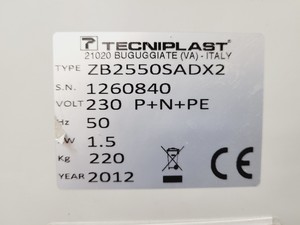 TECNIPLAST®
21020 BUGUGGIATE (VA) - ITALY
TYPE ZB2550SADX2
S.N. 1260840
VOLT 230 P+N+PE
Hz 50
W 1.5
Kg 220
YEAR 2012
CE